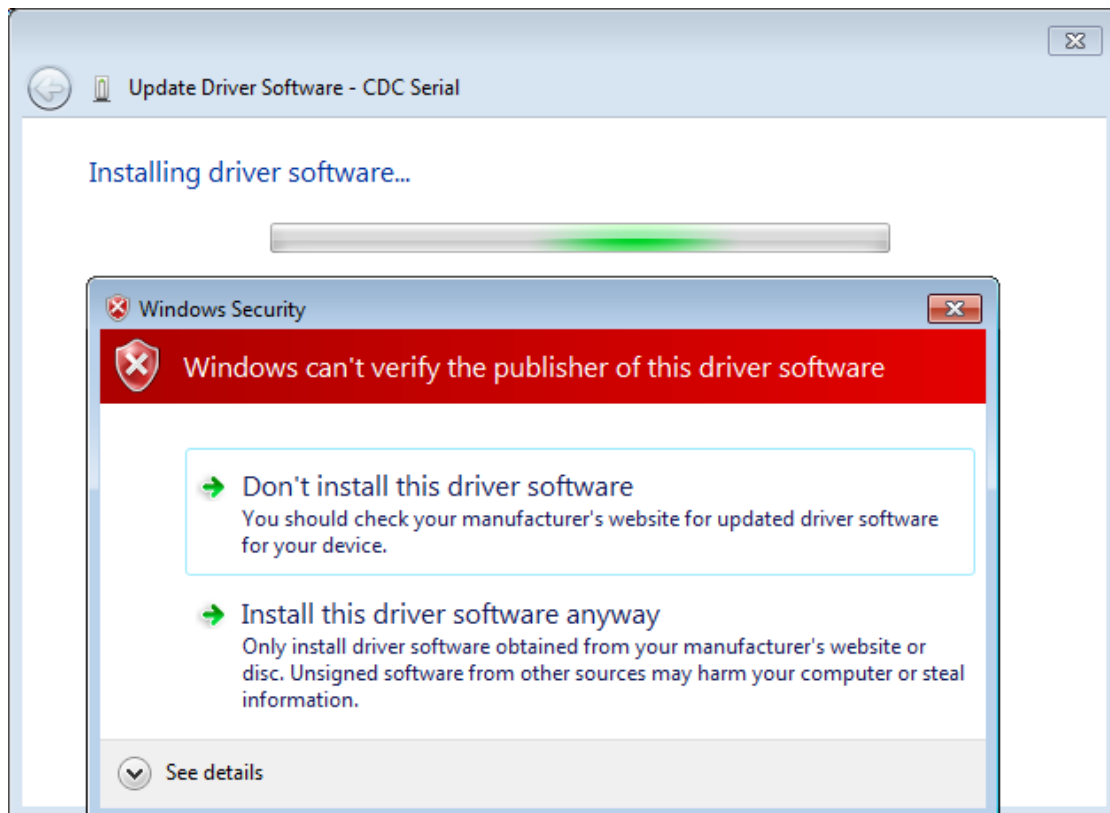 Update Driver Software - CDC Serial
Installing driver software...
Windows Security
Windows can't verify the publisher of this driver software
Don't install this driver software
You should check your manufacturer's website for updated driver software
for your device.
Install this driver software anyway
Only install driver software obtained from your manufacturer's website or
disc. Unsigned software from other sources may harm your computer or steal
information.
See details